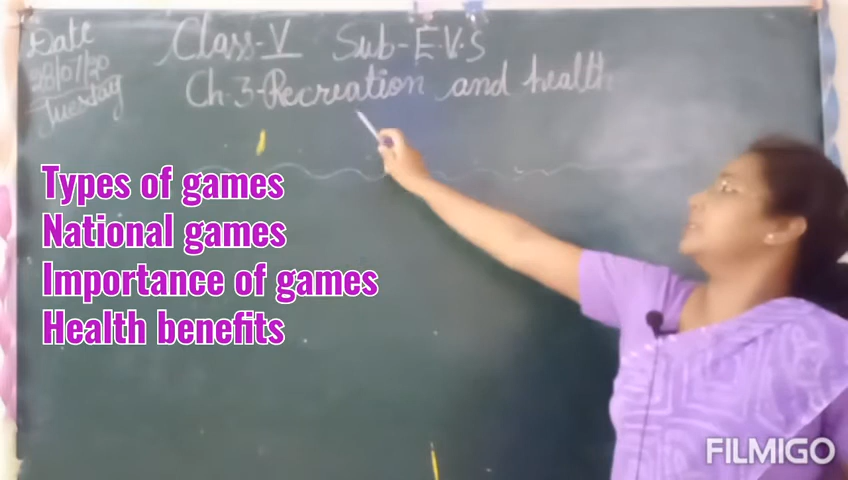 Date
28/07/20
Tuesday
Class-V Sub-E.V.S
Ch.3-Recreation and health
Types of games
National games
Importance of games
Health benefits
FILMIGO